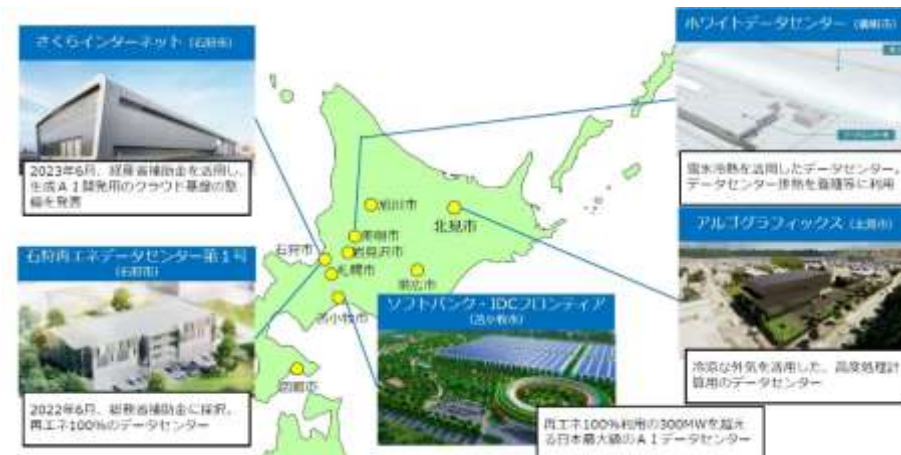 さくらインターネット（石狩市）
2023年6月、経産省補助金を活用し、
生成ＡＩ開発用のクラウド基盤の整
備を発表
石狩再エネデータセンター第１号
（石狩市）
2022年6月、総務省補助金に採択。
再エネ100%のデータセンター
旭川市
北見市
美唄市
岩見沢市
石狩市
札幌市
帯広市
苫小牧市
函館市
ソフトバンク・IDCフロンティア
（苫小牧市）
再エネ100%利用の300MWを超え
る日本最大級のＡＩデータセンター
ホワイトデータセンター（美唄市）
雪氷冷熱を活用したデータセンター。
データセンター排熱を養殖等に利用
アルゴグラフィックス（北見市）
冷涼な外気を活用した、高度処理計
算用のデータセンター